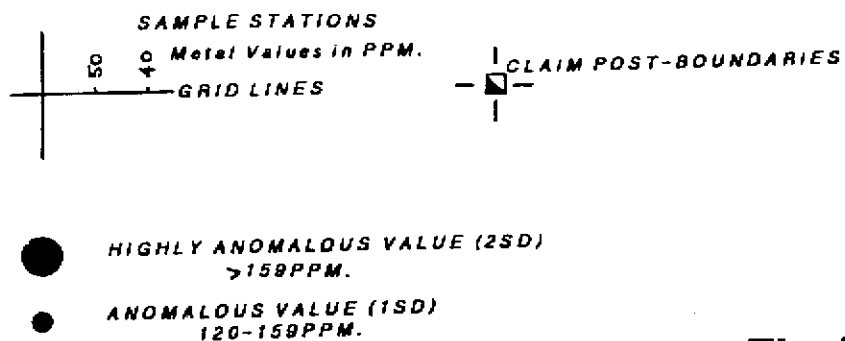 SAMPLE STATIONS
Metal Values in PPM.
50 40
GRID LINES
CLAIM POST-BOUNDARIES
HIGHLY ANOMALOUS VALUE (2SD)
>159PPM.
ANOMALOUS VALUE (1SD)
120-159PPM.